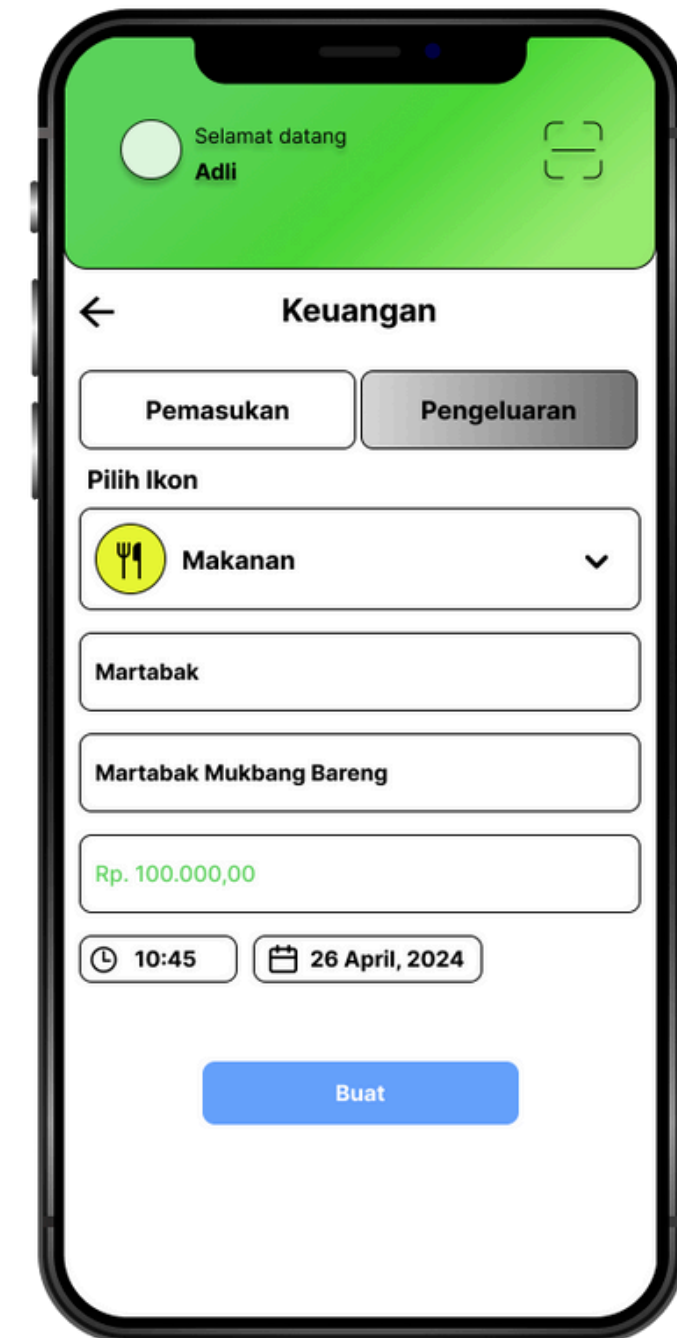 Selamat datang
Adli
Keuangan
Pemasukan Pengeluaran
Pilih Ikon
Makanan
Martabak
Martabak Mukbang Bareng
Rp. 100.000,00
10:45 26 April, 2024
Buat